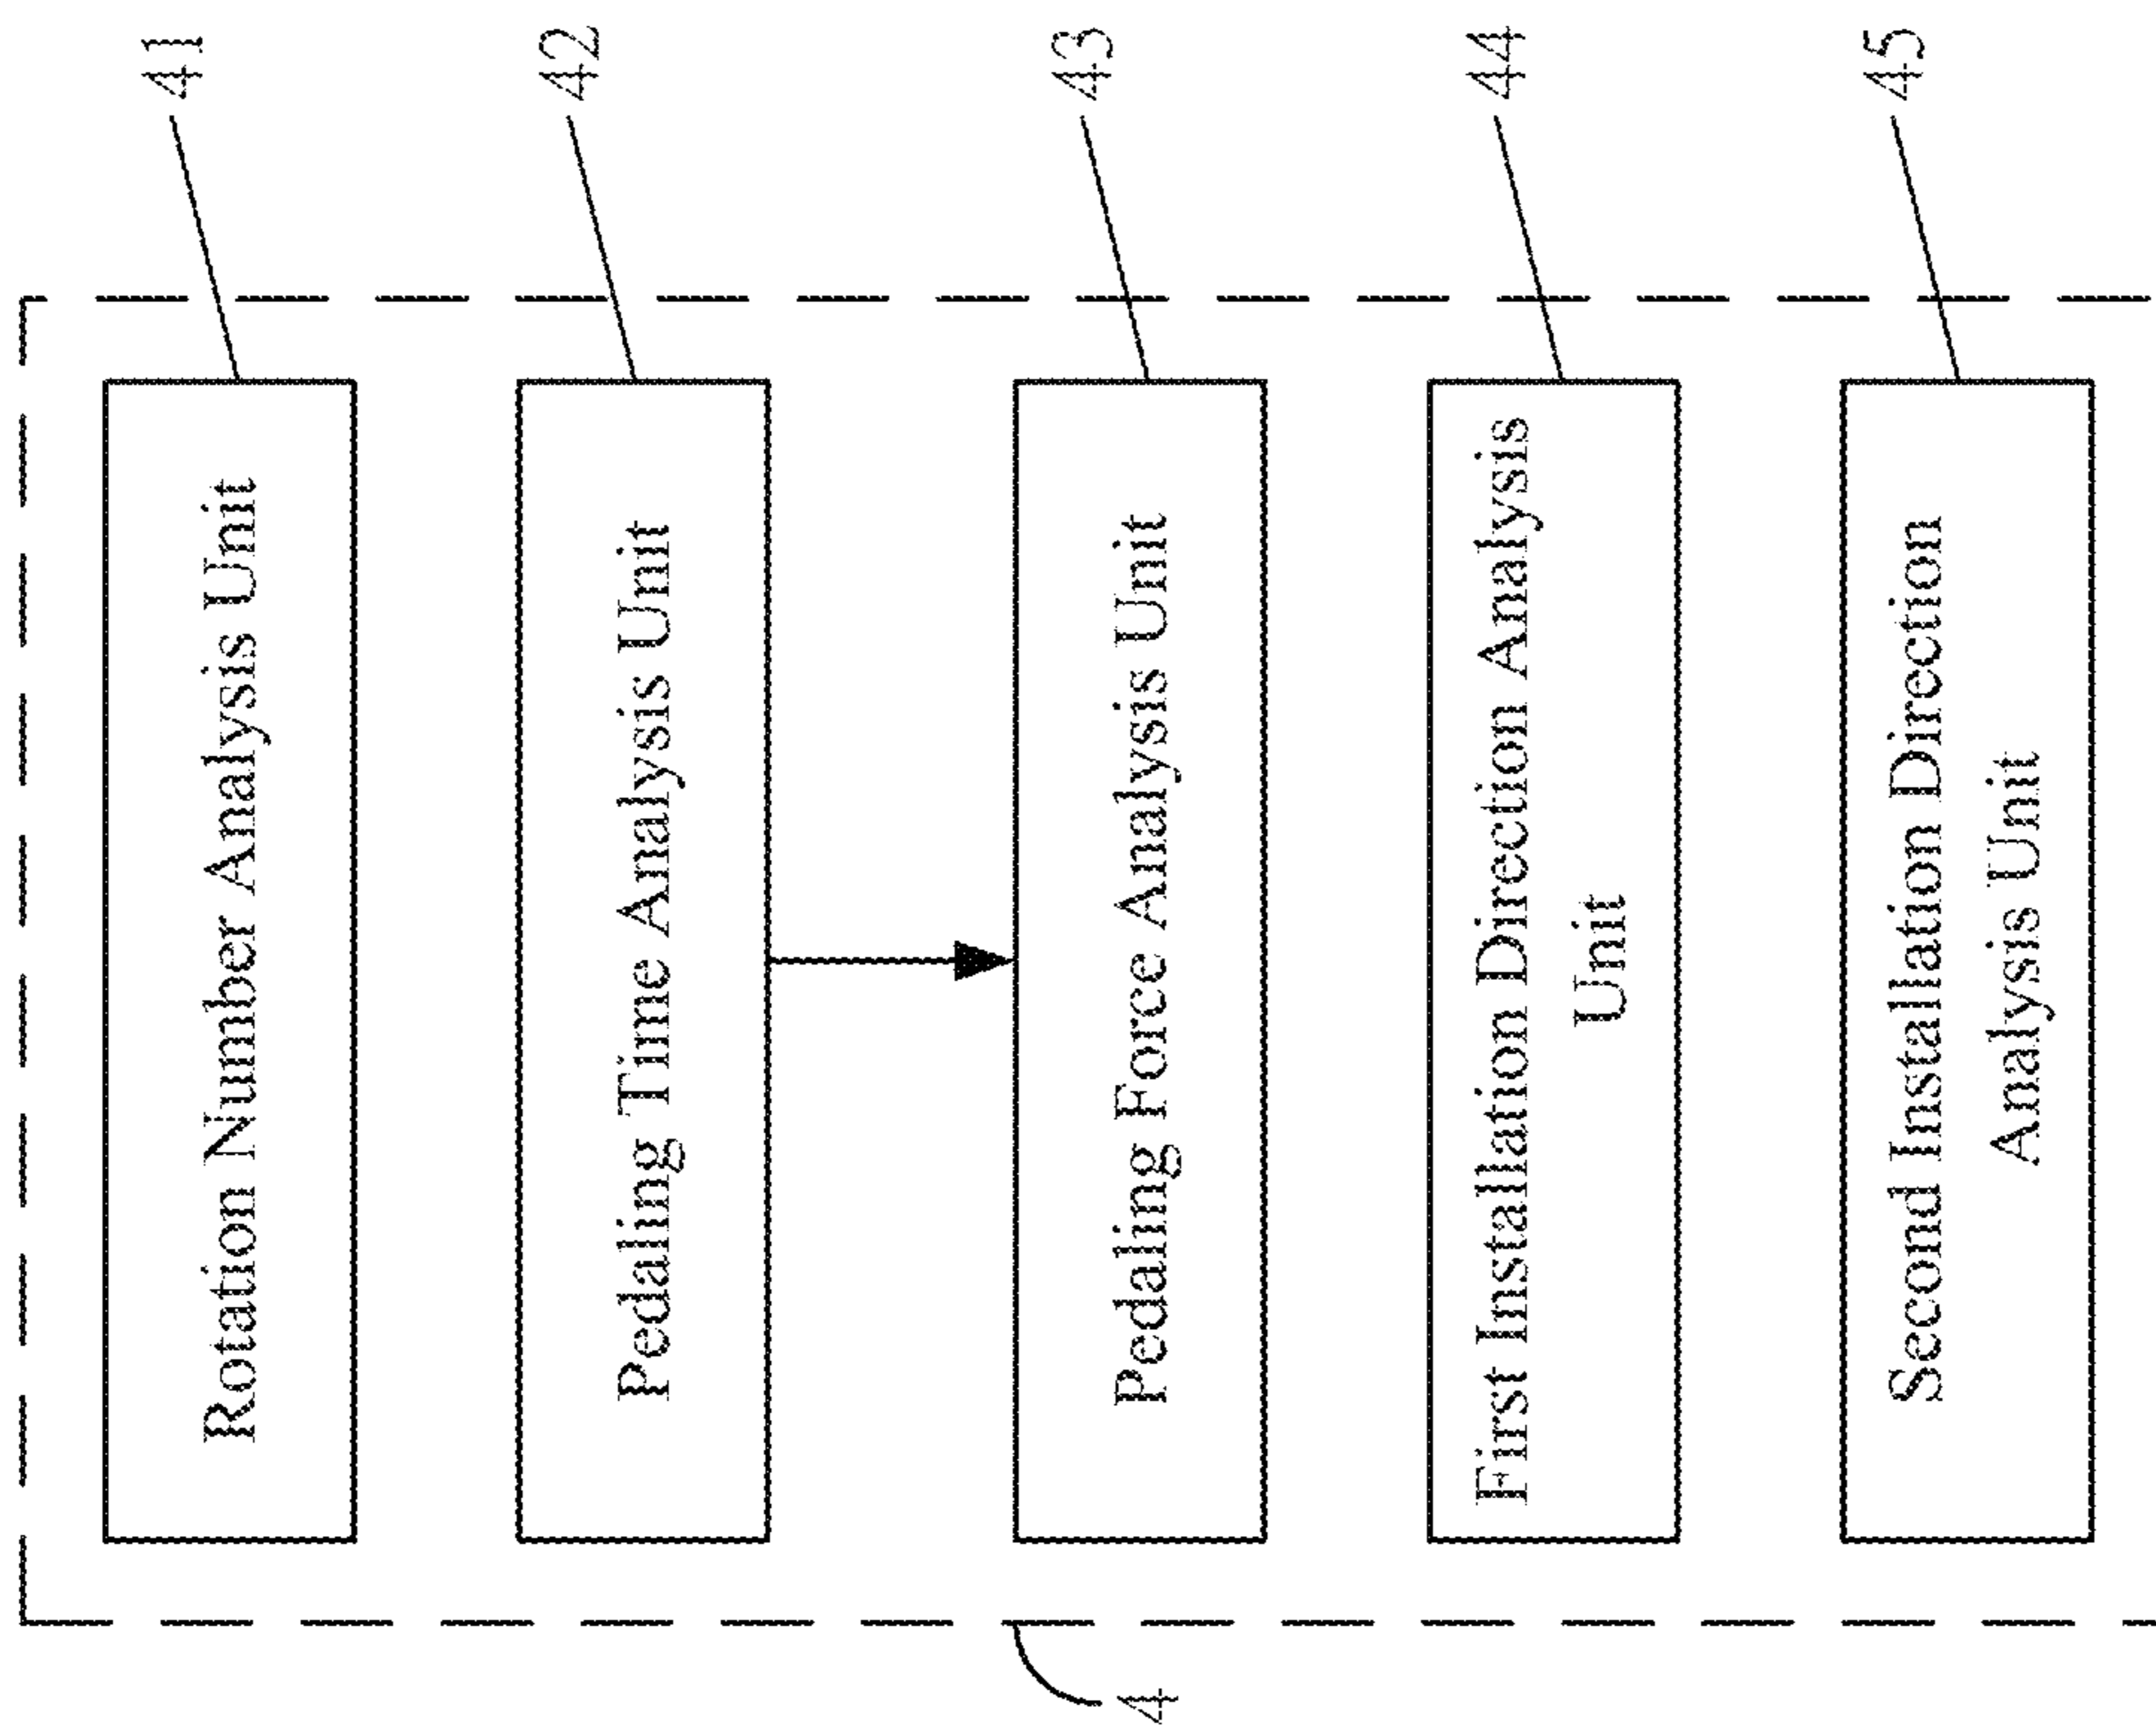 41
Rotation Number Analysis Unit
42
Pedaling Time Analysis Unit
43
Pedaling Force Analysis Unit
44
First Installation Direction Analysis
Unit
45
Second Installation Direction
Analysis Unit
4